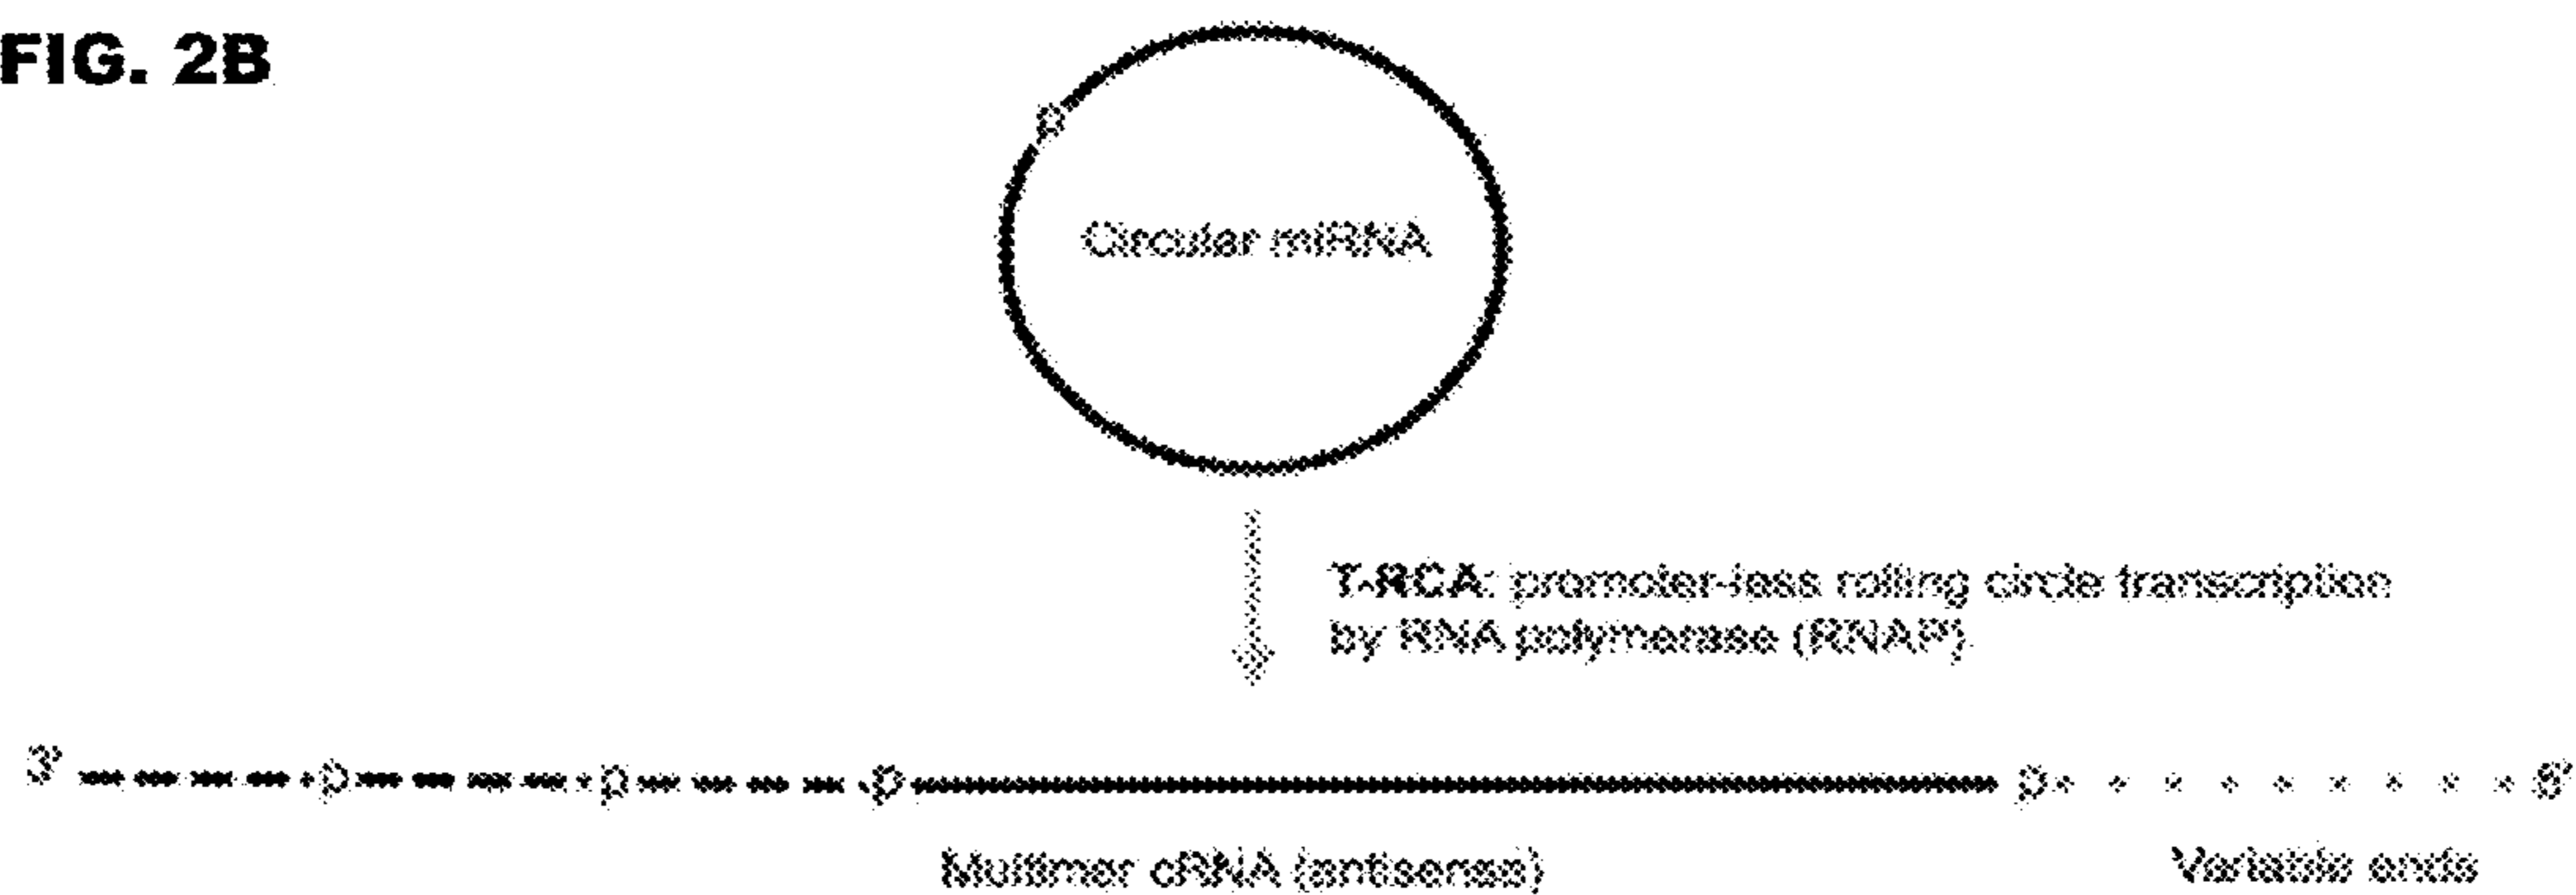 FIG. 2B
p
Circular miRNA
T-RCA: promoter-less rolling circle transcription
by RNA polymerase (RNAP)
3' p p p p 5'
Multimer cRNA (antisense) Variable ends